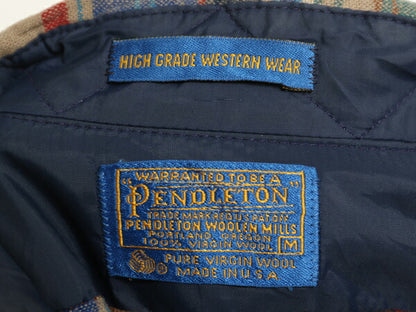 HIGH GRADE WESTERN WEAR
"WARRANTED TO BE A
PENDLETON"
TRADE MARK REG U.S. PAT. OFF.
PENDLETON WOOLEN MILLS
PORTLAND, OREGON
100% VIRGIN WOOL
M
PURE VIRGIN WOOL
MADE IN U.S.A.